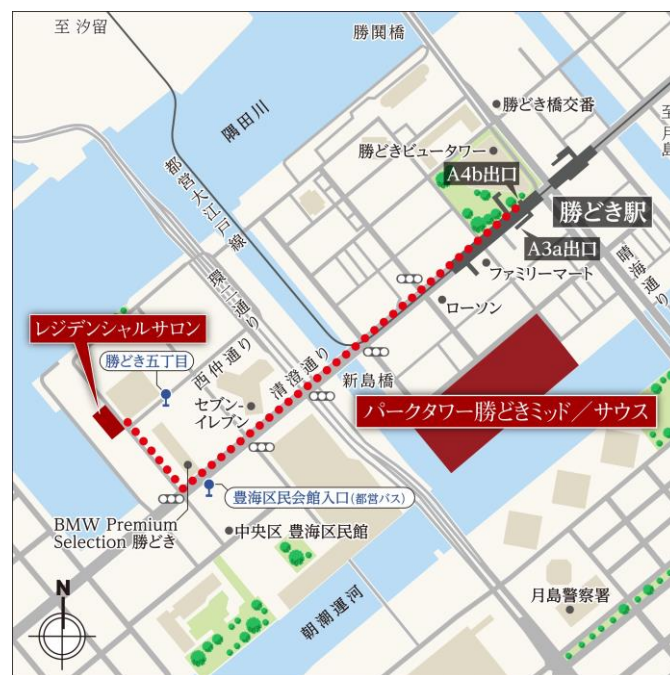 至 汐留
勝鬨橋
隅田川
勝どき橋交番
至 月島
都営大江戸線
勝どきビュータワー
A4b出口
勝どき駅
A3a出口
ファミリーマート
晴海通り
環二通り
ローソン
レジデンシャルサロン
西仲通り
清澄通り
新島橋
勝どき五丁目
パークタワー勝どきミッド／サウス
セブン-
イレブン
豊海区民会館入口(都営バス)
BMW Premium
Selection 勝どき
中央区 豊海区民館
朝潮運河
月島警察署
N